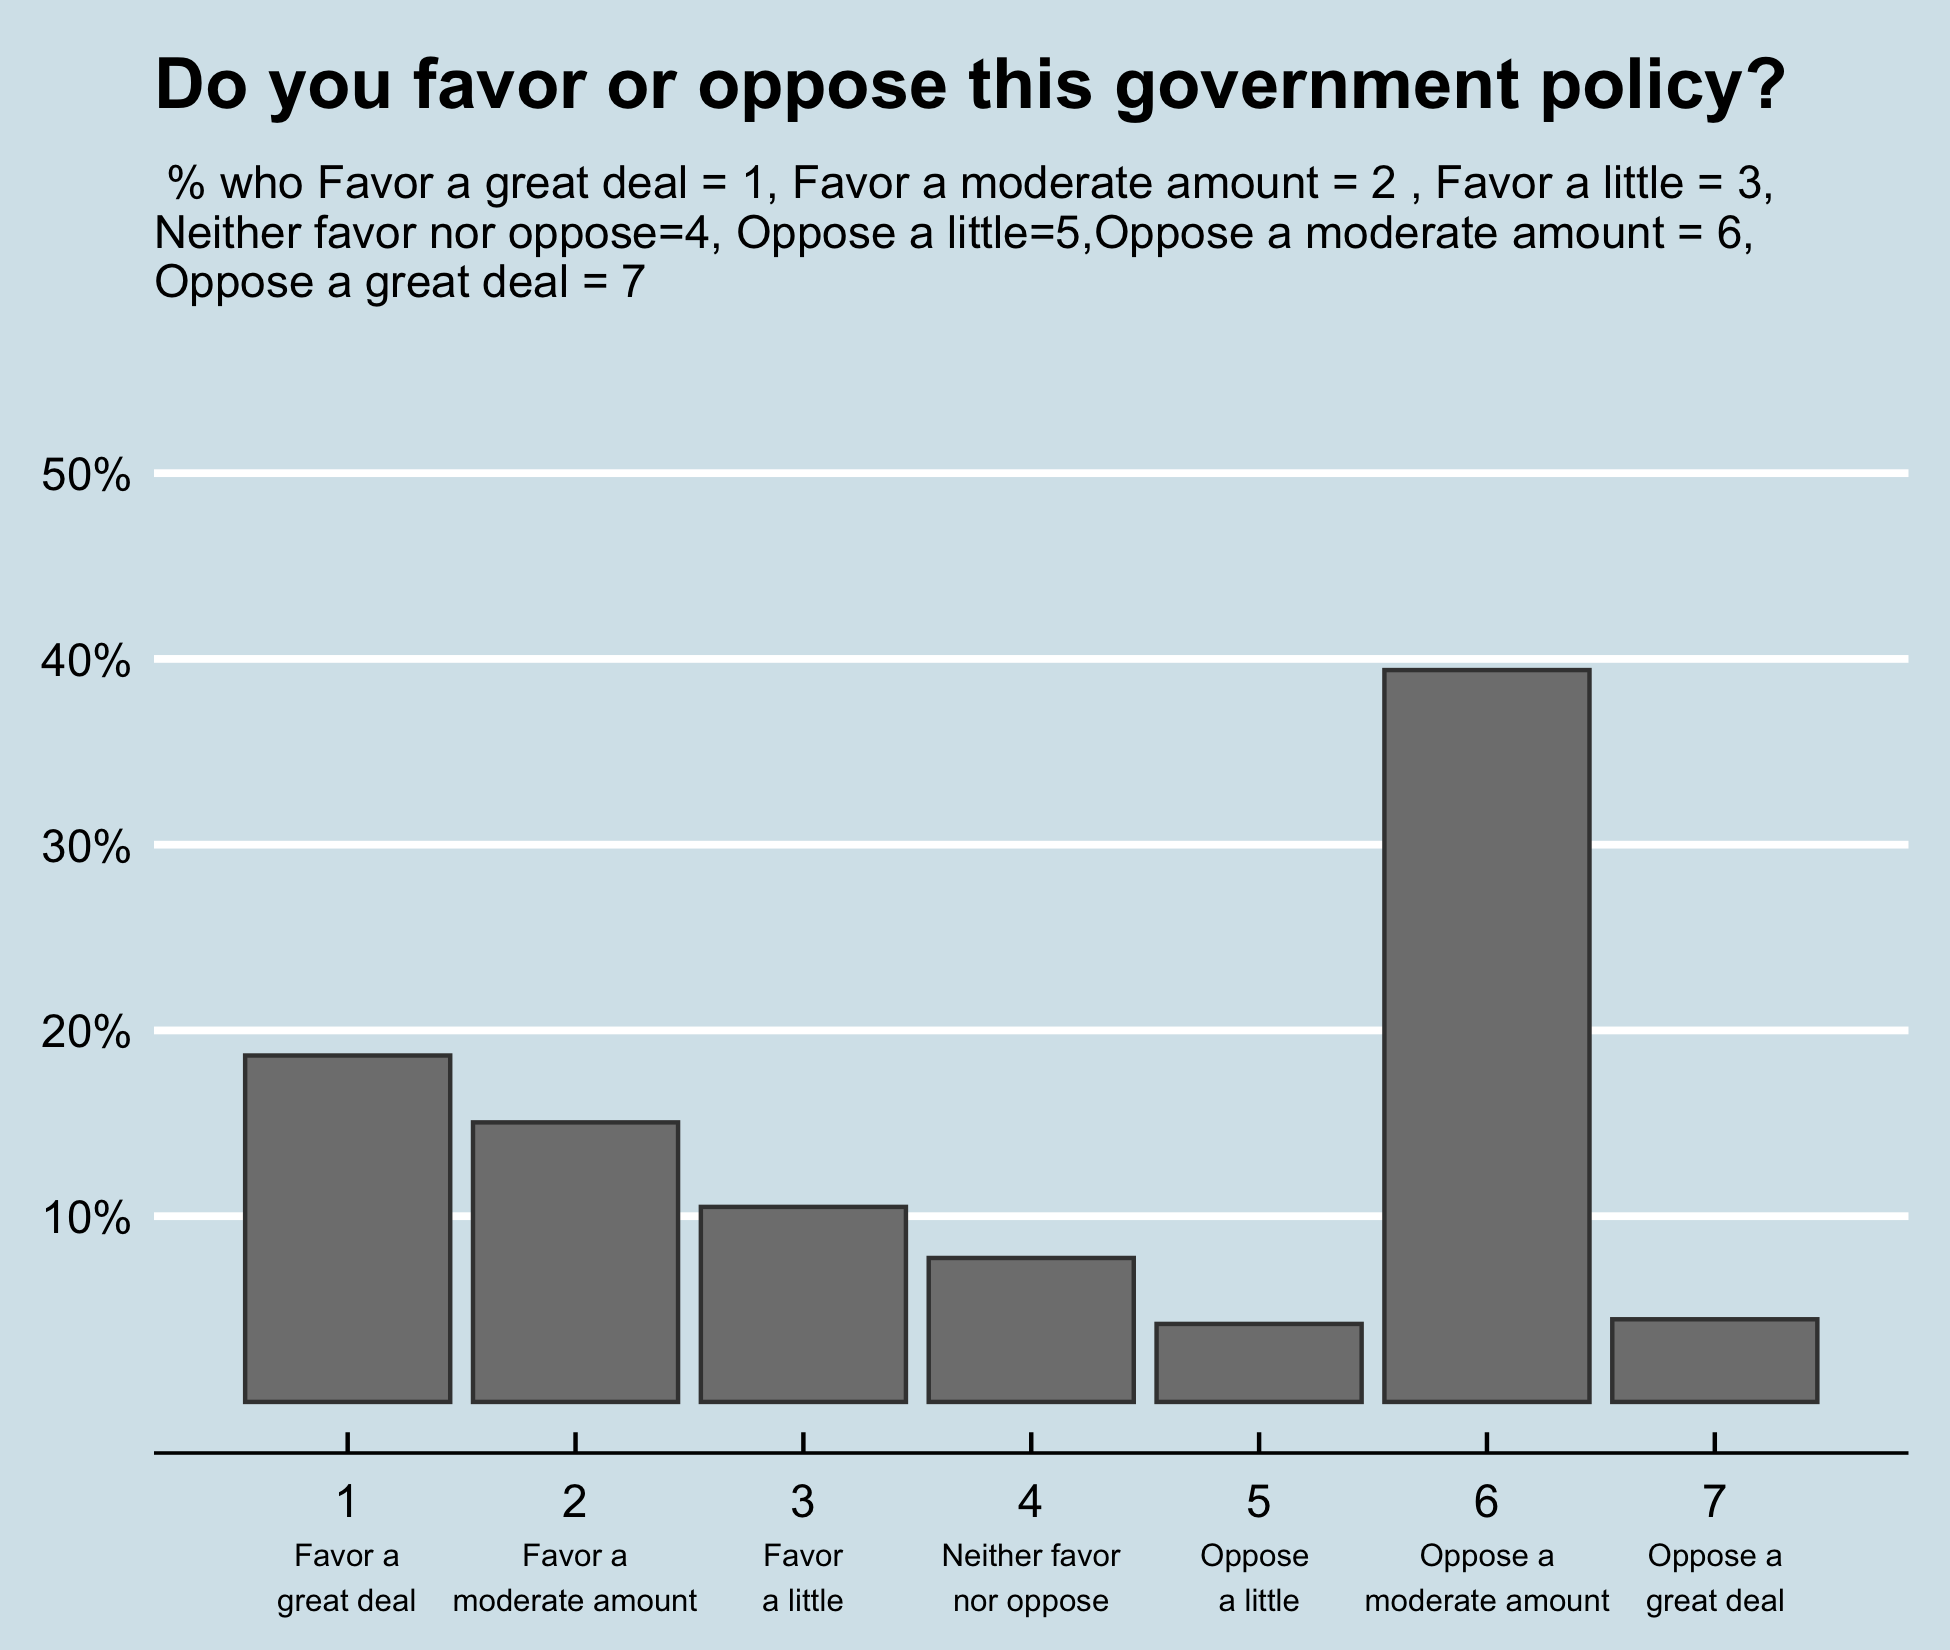 Do you favor or oppose this government policy?
% who Favor a great deal = 1, Favor a moderate amount = 2 , Favor a little = 3,
Neither favor nor oppose=4, Oppose a little=5,Oppose a moderate amount = 6,
Oppose a great deal = 7
50%
40%
30%
20%
10%
1 2 3 4 5 6 7
Favor a Favor a Favor Neither favor Oppose Oppose a Oppose a
great deal moderate amount a little nor oppose a little moderate amount great deal